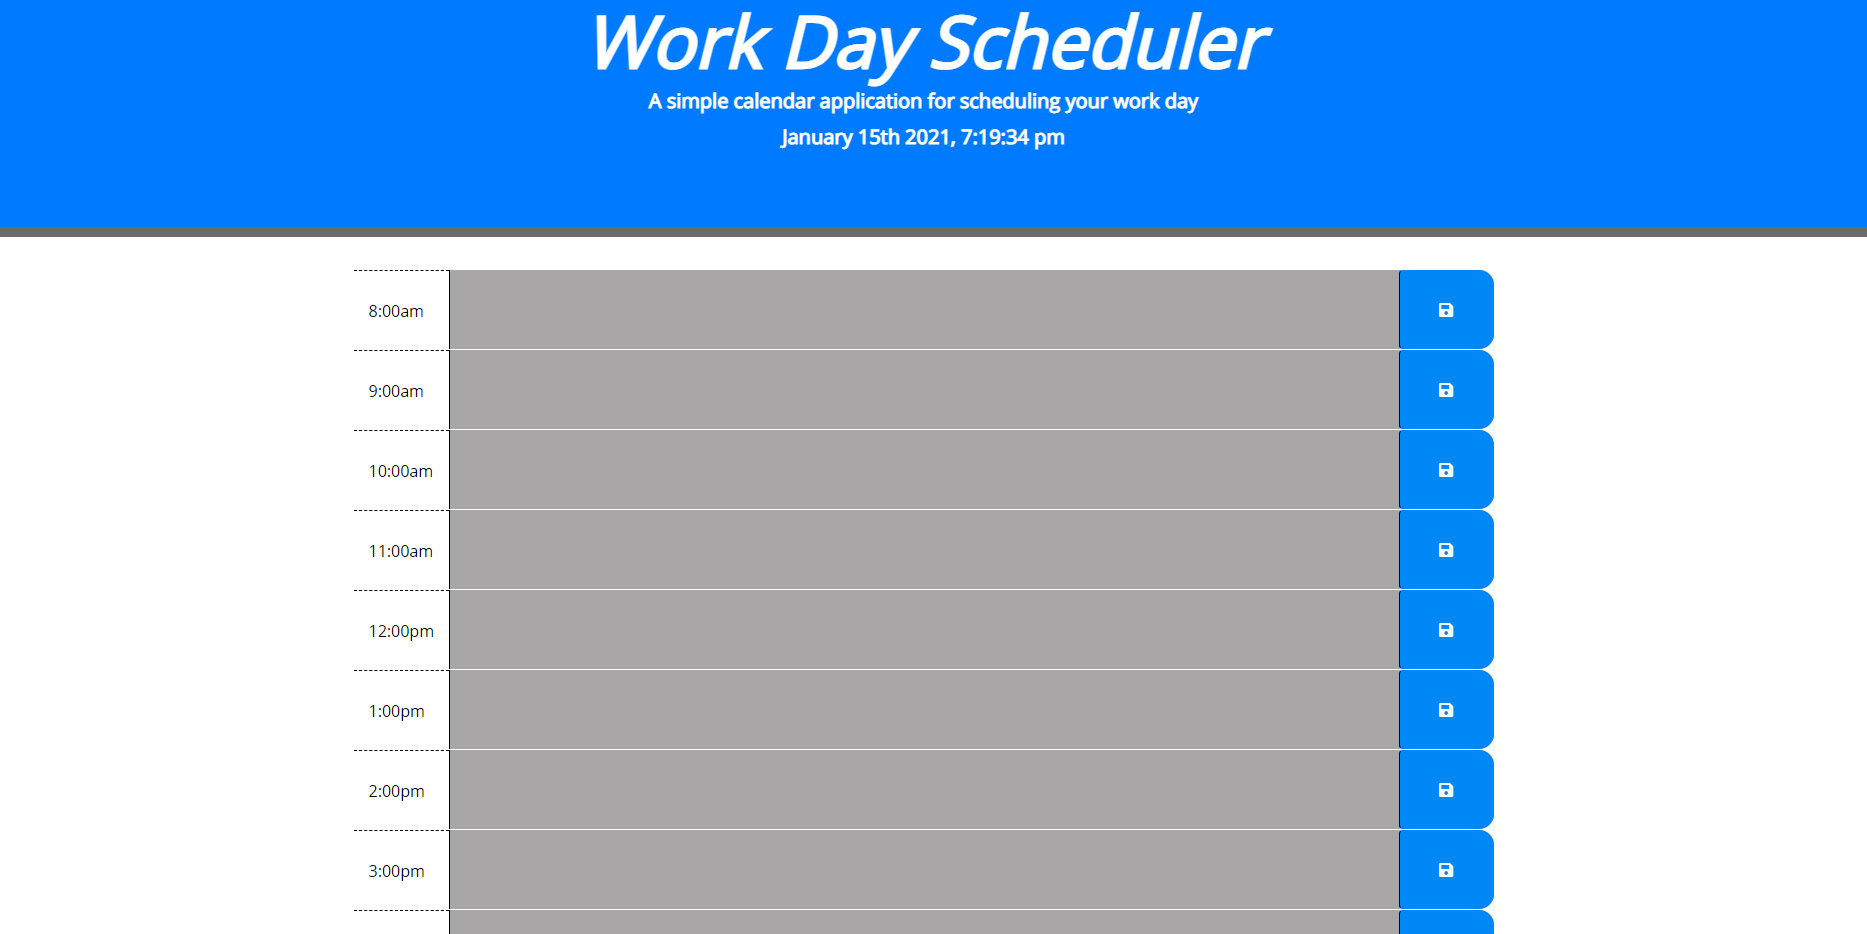 Work Day Scheduler
A simple calendar application for scheduling your work day
January 15th 2021, 7:19:34 pm
8:00am
9:00am
10:00am
11:00am
12:00pm
1:00pm
2:00pm
3:00pm